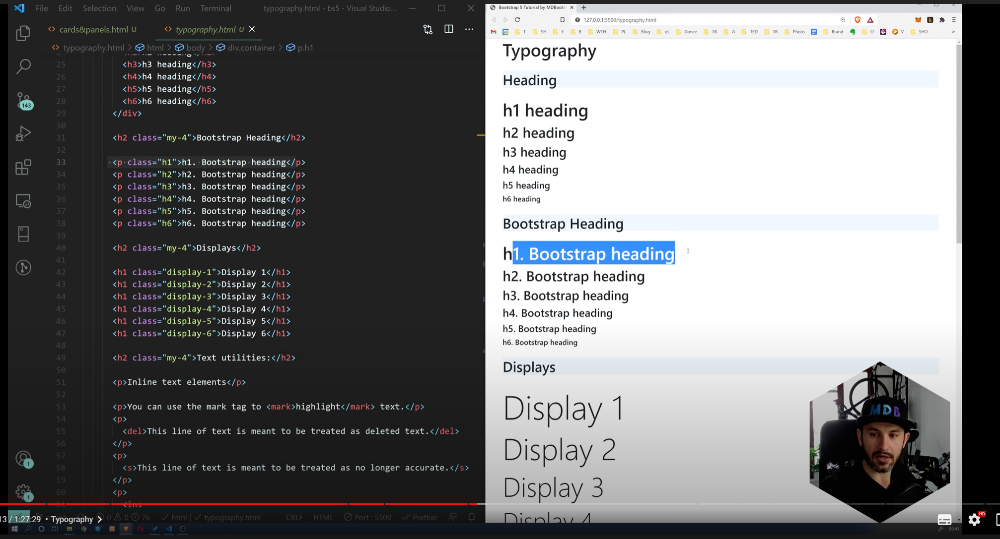 File Edit Selection View Go Run Terminal
typography.html - bs5 - Visual Studio...
cards&panels.html U
typography.html U
typography.html > html > body > div.container > p.h1
25 <h3>h3 heading</h3>
26 <h4>h4 heading</h4>
27 <h5>h5 heading</h5>
28 <h6>h6 heading</h6>
29 </div>
30
31 <h2 class="my-4">Bootstrap Heading</h2>
32
33 <p class="h1">h1. Bootstrap heading</p>
34 <p class="h2">h2. Bootstrap heading</p>
35 <p class="h3">h3. Bootstrap heading</p>
36 <p class="h4">h4. Bootstrap heading</p>
37 <p class="h5">h5. Bootstrap heading</p>
38 <p class="h6">h6. Bootstrap heading</p>
39
40 <h2 class="my-4">Displays</h2>
41
42 <h1 class="display-1">Display 1</h1>
43 <h1 class="display-2">Display 2</h1>
44 <h1 class="display-3">Display 3</h1>
45 <h1 class="display-4">Display 4</h1>
46 <h1 class="display-5">Display 5</h1>
47 <h1 class="display-6">Display 6</h1>
48
49 <h2 class="my-4">Text utilities:</h2>
50
51 <p>Inline text elements</p>
52
53 <p>You can use the mark tag to <mark>highlight</mark> text.</p>
54 <p>
55 <del>This line of text is meant to be treated as deleted text.</del>
56 </p>
57 <p>
58 <s>This line of text is meant to be treated as no longer accurate.</s>
59 </p>
60 <p>
61 <ins
143
1
1
0 0 76 html typography.html CRLF HTML Port : 5500 Prettier
13 / 1:27:29 • Typography
Bootstrap 5 Tutorial by MDBoots
127.0.0.1:5500/typography.html
T SH € B WTH PL Blog eL Dance TB A TED TR Photo Brand O V SHO
Typography
Heading
h1 heading
h2 heading
h3 heading
h4 heading
h5 heading
h6 heading
Bootstrap Heading
h1. Bootstrap heading
h2. Bootstrap heading
h3. Bootstrap heading
h4. Bootstrap heading
h5. Bootstrap heading
h6. Bootstrap heading
Displays
Display 1
Display 2
Display 3
Display 4
MDB
HD
09:41